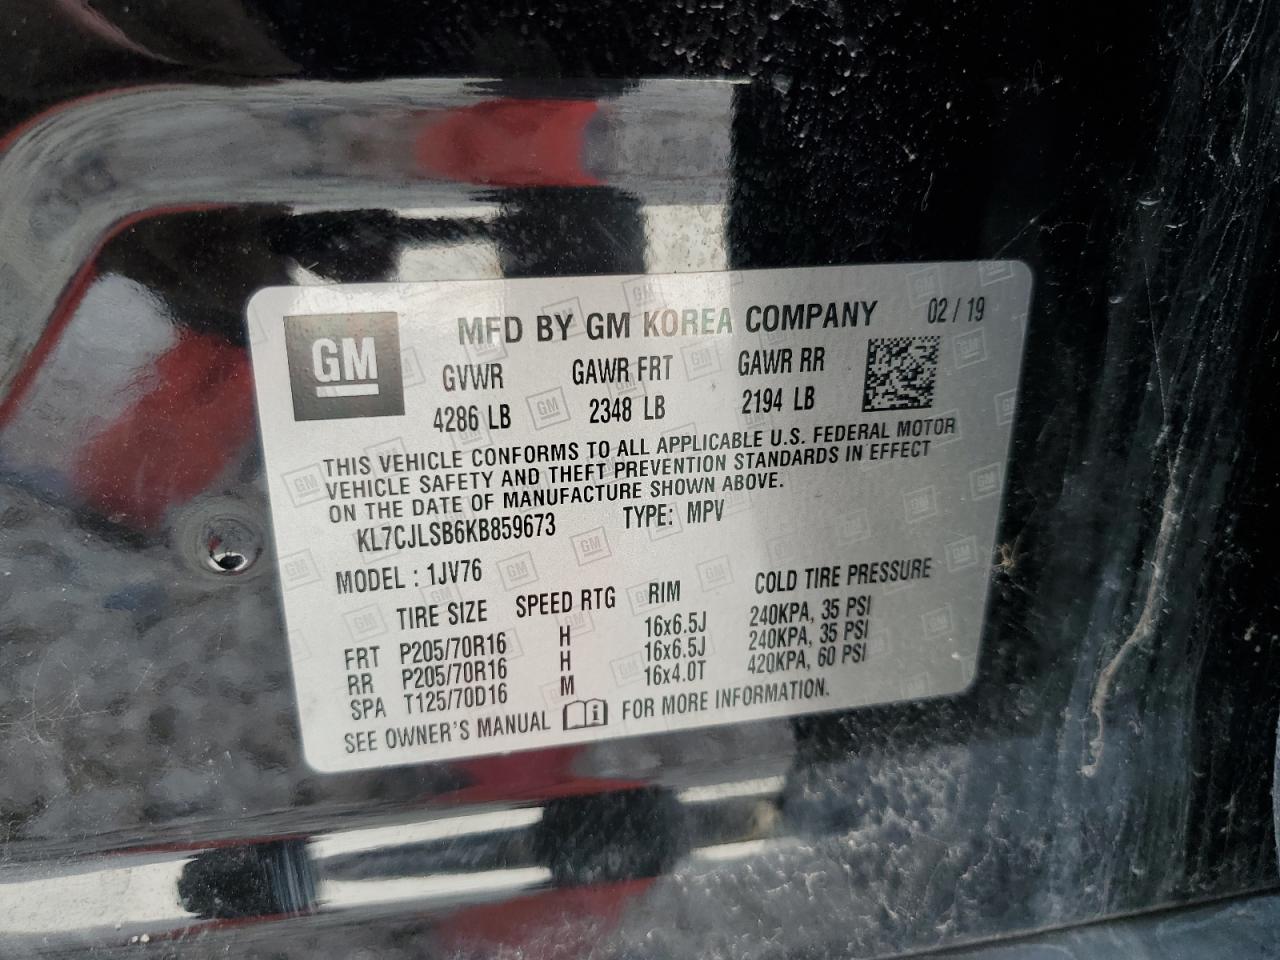 GM
MFD BY GM KOREA COMPANY 02 / 19
GVWR GAWR FRT GAWR RR
4286 LB 2348 LB 2194 LB
THIS VEHICLE CONFORMS TO ALL APPLICABLE U.S. FEDERAL MOTOR
VEHICLE SAFETY AND THEFT PREVENTION STANDARDS IN EFFECT
ON THE DATE OF MANUFACTURE SHOWN ABOVE.
KL7CJLSB6KB859673 TYPE: MPV
MODEL : 1JV76
TIRE SIZE SPEED RTG RIM COLD TIRE PRESSURE
FRT P205/70R16 H 16x6.5J 240KPA, 35 PSI
RR P205/70R16 H 16x6.5J 240KPA, 35 PSI
SPA T125/70D16 M 16x4.0T 420KPA, 60 PSI
SEE OWNER'S MANUAL i FOR MORE INFORMATION.